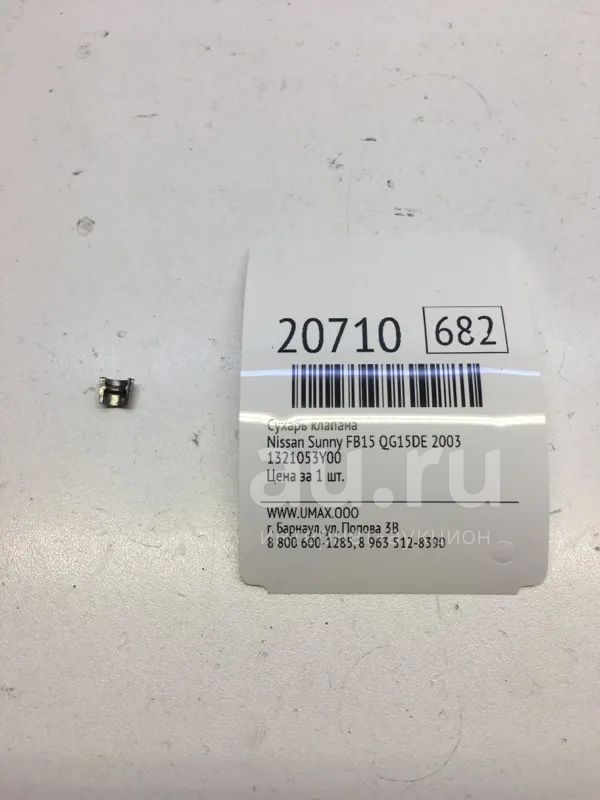 20710 682
Сухарь клапана
Nissan Sunny FB15 QG15DE 2003
1321053Y00
Цена за 1 шт.
au.ru
WWW.UMAX.OOO
г. Барнаул, ул. Попова 3В
8 800 600-1285, 8 963 512-8390